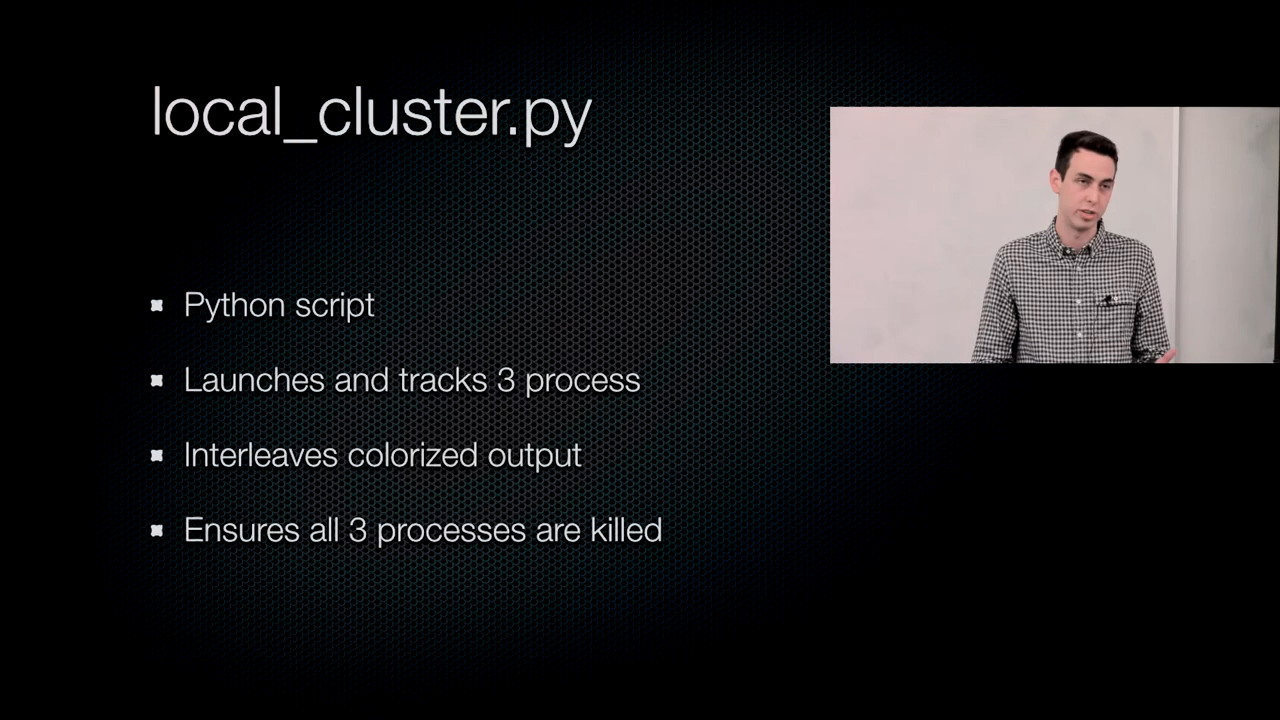 local_cluster.py
Python script
Launches and tracks 3 process
Interleaves colorized output
Ensures all 3 processes are killed